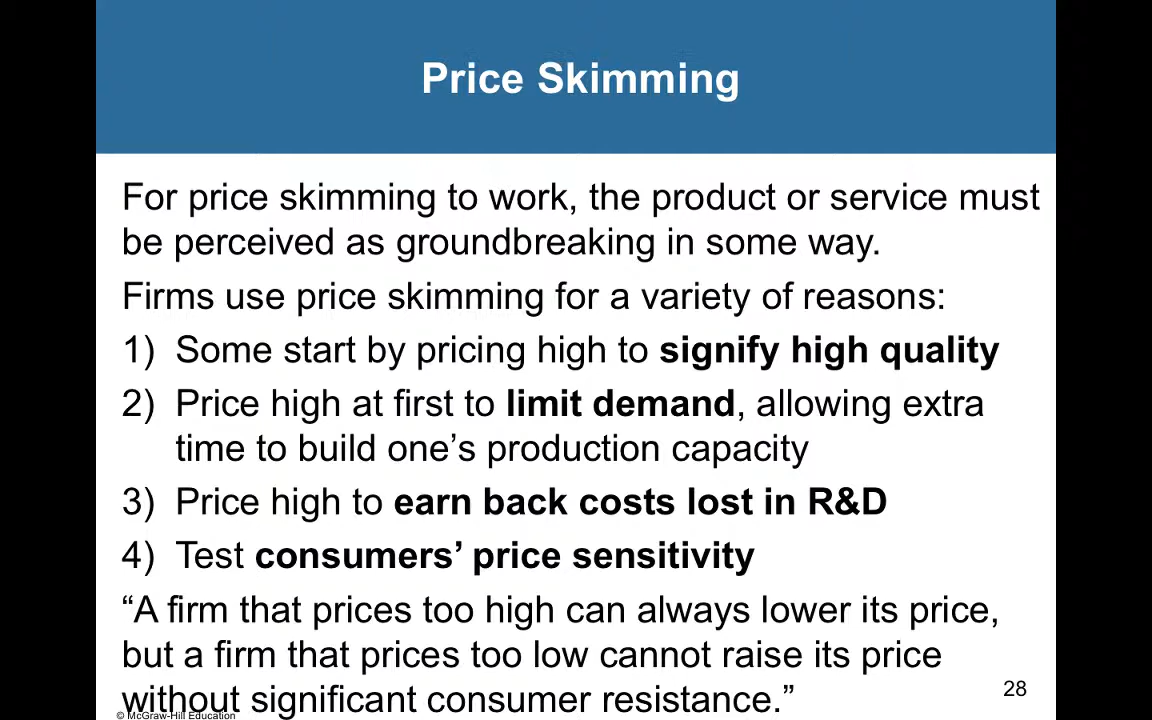 Price Skimming
For price skimming to work, the product or service must
be perceived as groundbreaking in some way.
Firms use price skimming for a variety of reasons:
1) Some start by pricing high to signify high quality
2) Price high at first to limit demand, allowing extra
time to build one’s production capacity
3) Price high to earn back costs lost in R&D
4) Test consumers’ price sensitivity
“A firm that prices too high can always lower its price,
but a firm that prices too low cannot raise its price
without significant consumer resistance.”
28
© McGraw-Hill Education